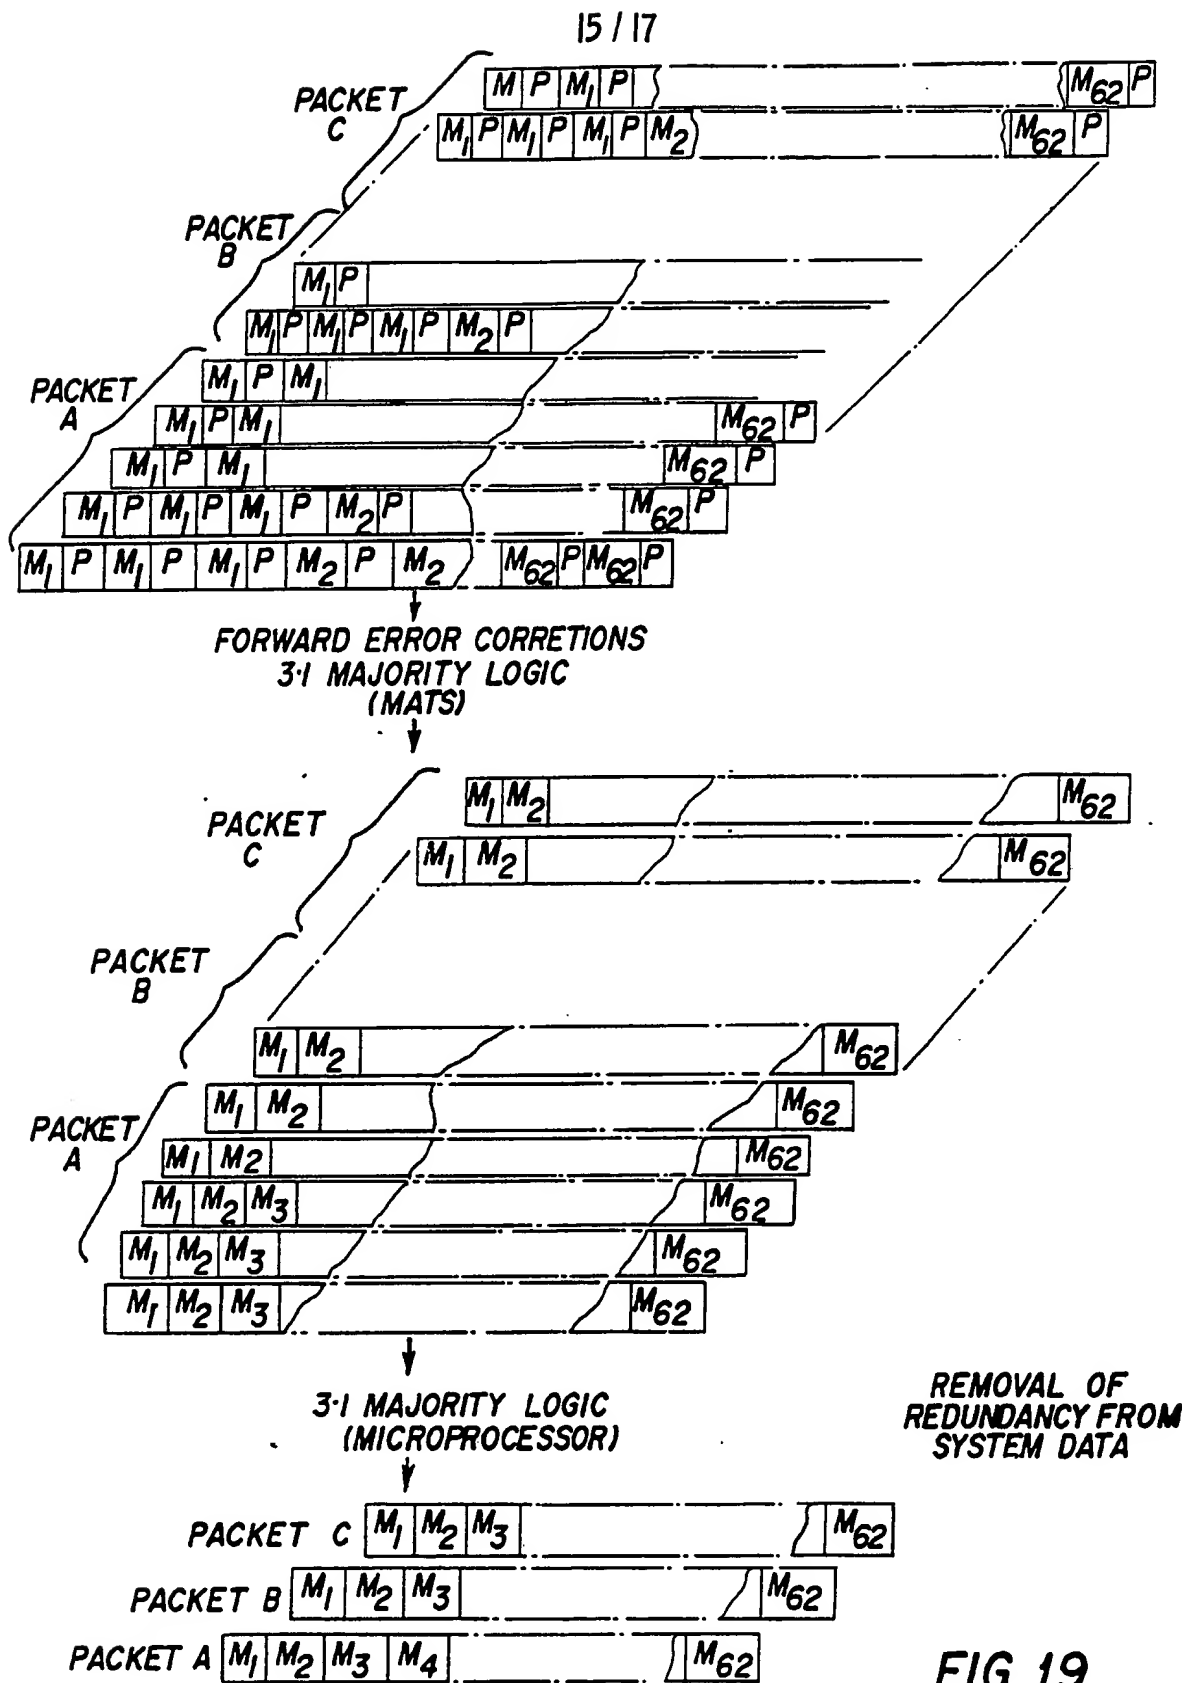 15/17
PACKET C
M P M₁ P M₆₂ P
M₁ P M₁ P M₁ P M₂ M₆₂ P
PACKET B
M₁ P
M₁ P M₁ P M₁ P M₂ P
PACKET A
M₁ P M₁
M₁ P M₁ M₆₂ P
M₁ P M₁ M₆₂ P
M₁ P M₁ P M₁ P M₂ P M₆₂ P
M₁ P M₁ P M₁ P M₂ P M₂ M₆₂ P M₆₂ P
FORWARD ERROR CORRETIONS
3·1 MAJORITY LOGIC
(MATS)
PACKET C
M₁ M₂ M₆₂
M₁ M₂ M₆₂
PACKET B
M₁ M₂ M₆₂
PACKET A
M₁ M₂ M₆₂
M₁ M₂ M₆₂
M₁ M₂ M₃ M₆₂
M₁ M₂ M₃ M₆₂
M₁ M₂ M₃ M₆₂
3·1 MAJORITY LOGIC
(MICROPROCESSOR)
REMOVAL OF
REDUNDANCY FROM
SYSTEM DATA
PACKET C M₁ M₂ M₃ M₆₂
PACKET B M₁ M₂ M₃ M₆₂
PACKET A M₁ M₂ M₃ M₄ M₆₂
FIG 19